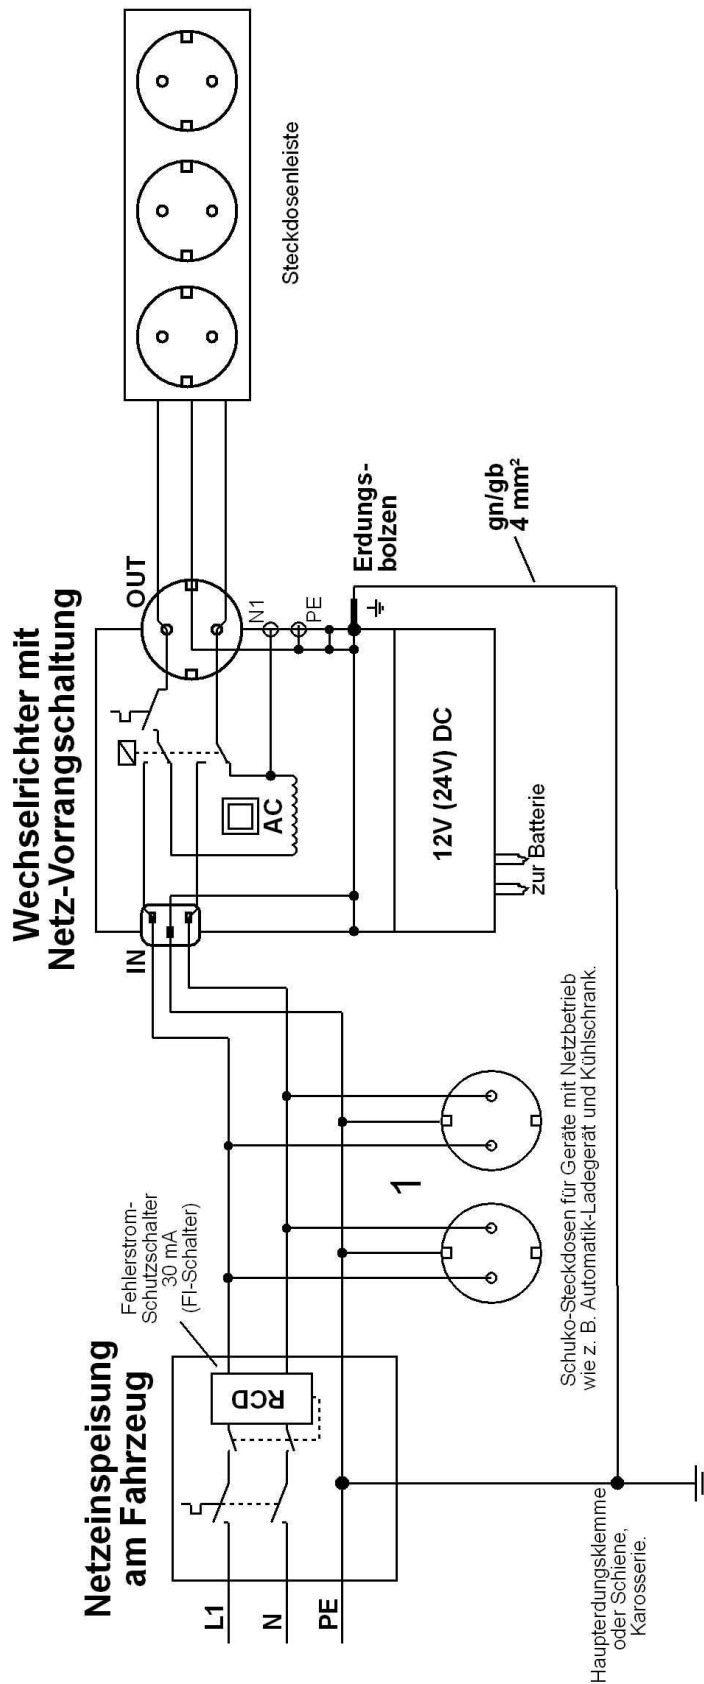 Netzeinspeisung
am Fahrzeug
L1
N
PE
Fehlerstrom-
Schutzschalter
30 mA
(FI-Schalter)
RCD
1
Schuko-Steckdosen für Geräte mit Netzbetrieb
wie z. B. Automatik-Ladegerät und Kühlschrank.
Haupterdungsklemme
oder Schiene,
Karosserie.
Wechselrichter mit
Netz-Vorrangschaltung
IN
OUT
AC
N1
PE
12V (24V) DC
zur Batterie
Erdungs-
bolzen
gn/gb
4 mm²
Steckdosenleiste